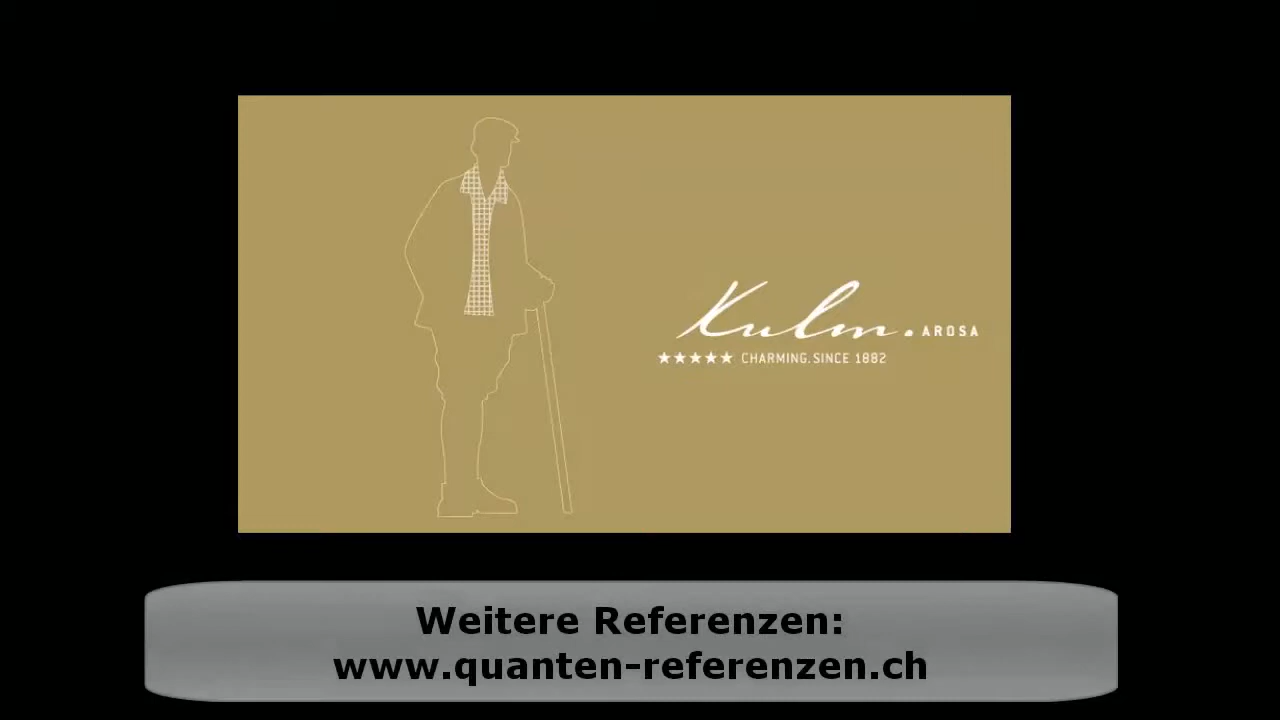 Kulm. AROSA
★★★★★ CHARMING. SINCE 1882
Weitere Referenzen:
www.quanten-referenzen.ch